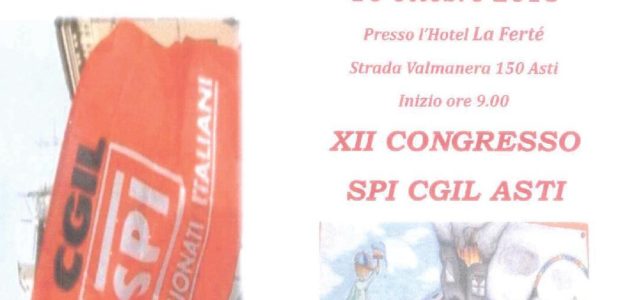 CGIL
SPI
ITALIANI
Presso l'Hotel La Ferté
Strada Valmanera 150 Asti
Inizio ore 9.00
XII CONGRESSO
SPI CGIL ASTI